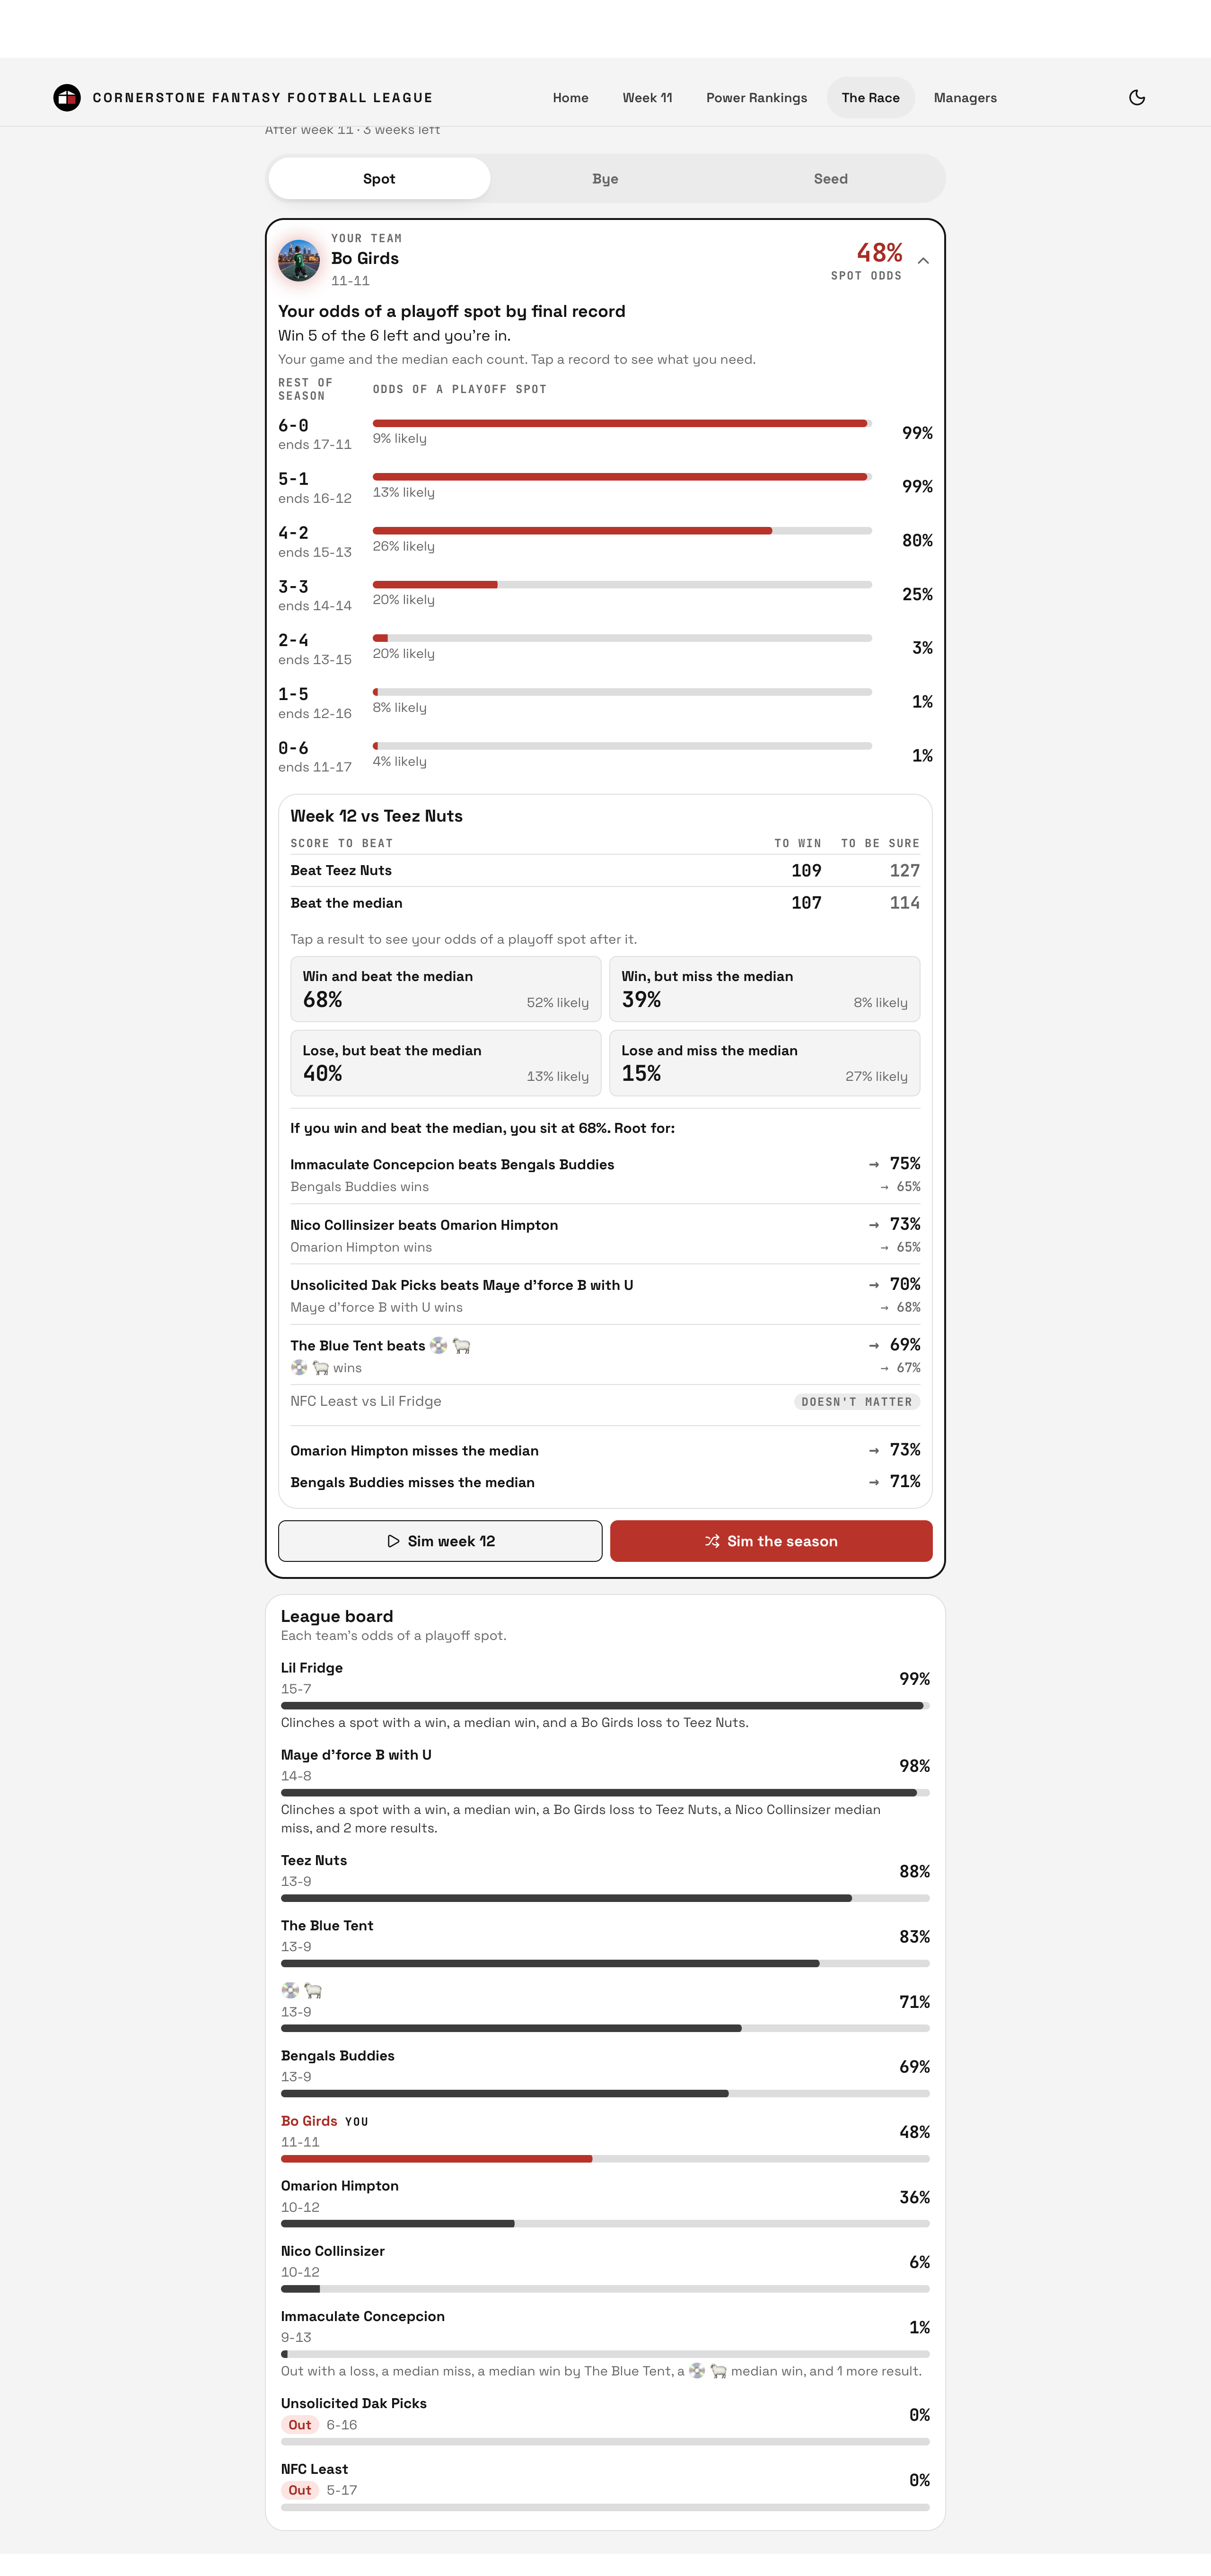 CORNERSTONE FANTASY FOOTBALL LEAGUE
Home
Week 11
Power Rankings
The Race
Managers
After week 11 · 3 weeks left
Spot
Bye
Seed
YOUR TEAM
Bo Girds
11-11
48%
SPOT ODDS
Your odds of a playoff spot by final record
Win 5 of the 6 left and you're in.
Your game and the median each count. Tap a record to see what you need.
REST OF
SEASON
ODDS OF A PLAYOFF SPOT
6-0
ends 17-11
9% likely
99%
5-1
ends 16-12
13% likely
99%
4-2
ends 15-13
26% likely
80%
3-3
ends 14-14
20% likely
25%
2-4
ends 13-15
20% likely
3%
1-5
ends 12-16
8% likely
1%
0-6
ends 11-17
4% likely
1%
Week 12 vs Teez Nuts
SCORE TO BEAT TO WIN TO BE SURE
Beat Teez Nuts 109 127
Beat the median 107 114
Tap a result to see your odds of a playoff spot after it.
Win and beat the median
68% 52% likely
Win, but miss the median
39% 8% likely
Lose, but beat the median
40% 13% likely
Lose and miss the median
15% 27% likely
If you win and beat the median, you sit at 68%. Root for:
Immaculate Concepcion beats Bengals Buddies → 75%
Bengals Buddies wins → 65%
Nico Collinsizer beats Omarion Himpton → 73%
Omarion Himpton wins → 65%
Unsolicited Dak Picks beats Maye d'force B with U → 70%
Maye d'force B with U wins → 68%
The Blue Tent beats 💿 🐑 → 69%
💿 🐑 wins → 67%
NFC Least vs Lil Fridge DOESN'T MATTER
Omarion Himpton misses the median → 73%
Bengals Buddies misses the median → 71%
Sim week 12
Sim the season
League board
Each team's odds of a playoff spot.
Lil Fridge
15-7
99%
Clinches a spot with a win, a median win, and a Bo Girds loss to Teez Nuts.
Maye d'force B with U
14-8
98%
Clinches a spot with a win, a median win, a Bo Girds loss to Teez Nuts, a Nico Collinsizer median
miss, and 2 more results.
Teez Nuts
13-9
88%
The Blue Tent
13-9
83%
💿 🐑
13-9
71%
Bengals Buddies
13-9
69%
Bo Girds YOU
11-11
48%
Omarion Himpton
10-12
36%
Nico Collinsizer
10-12
6%
Immaculate Concepcion
9-13
1%
Out with a loss, a median miss, a median win by The Blue Tent, a 💿 🐑 median win, and 1 more result.
Unsolicited Dak Picks
Out 6-16
0%
NFC Least
Out 5-17
0%